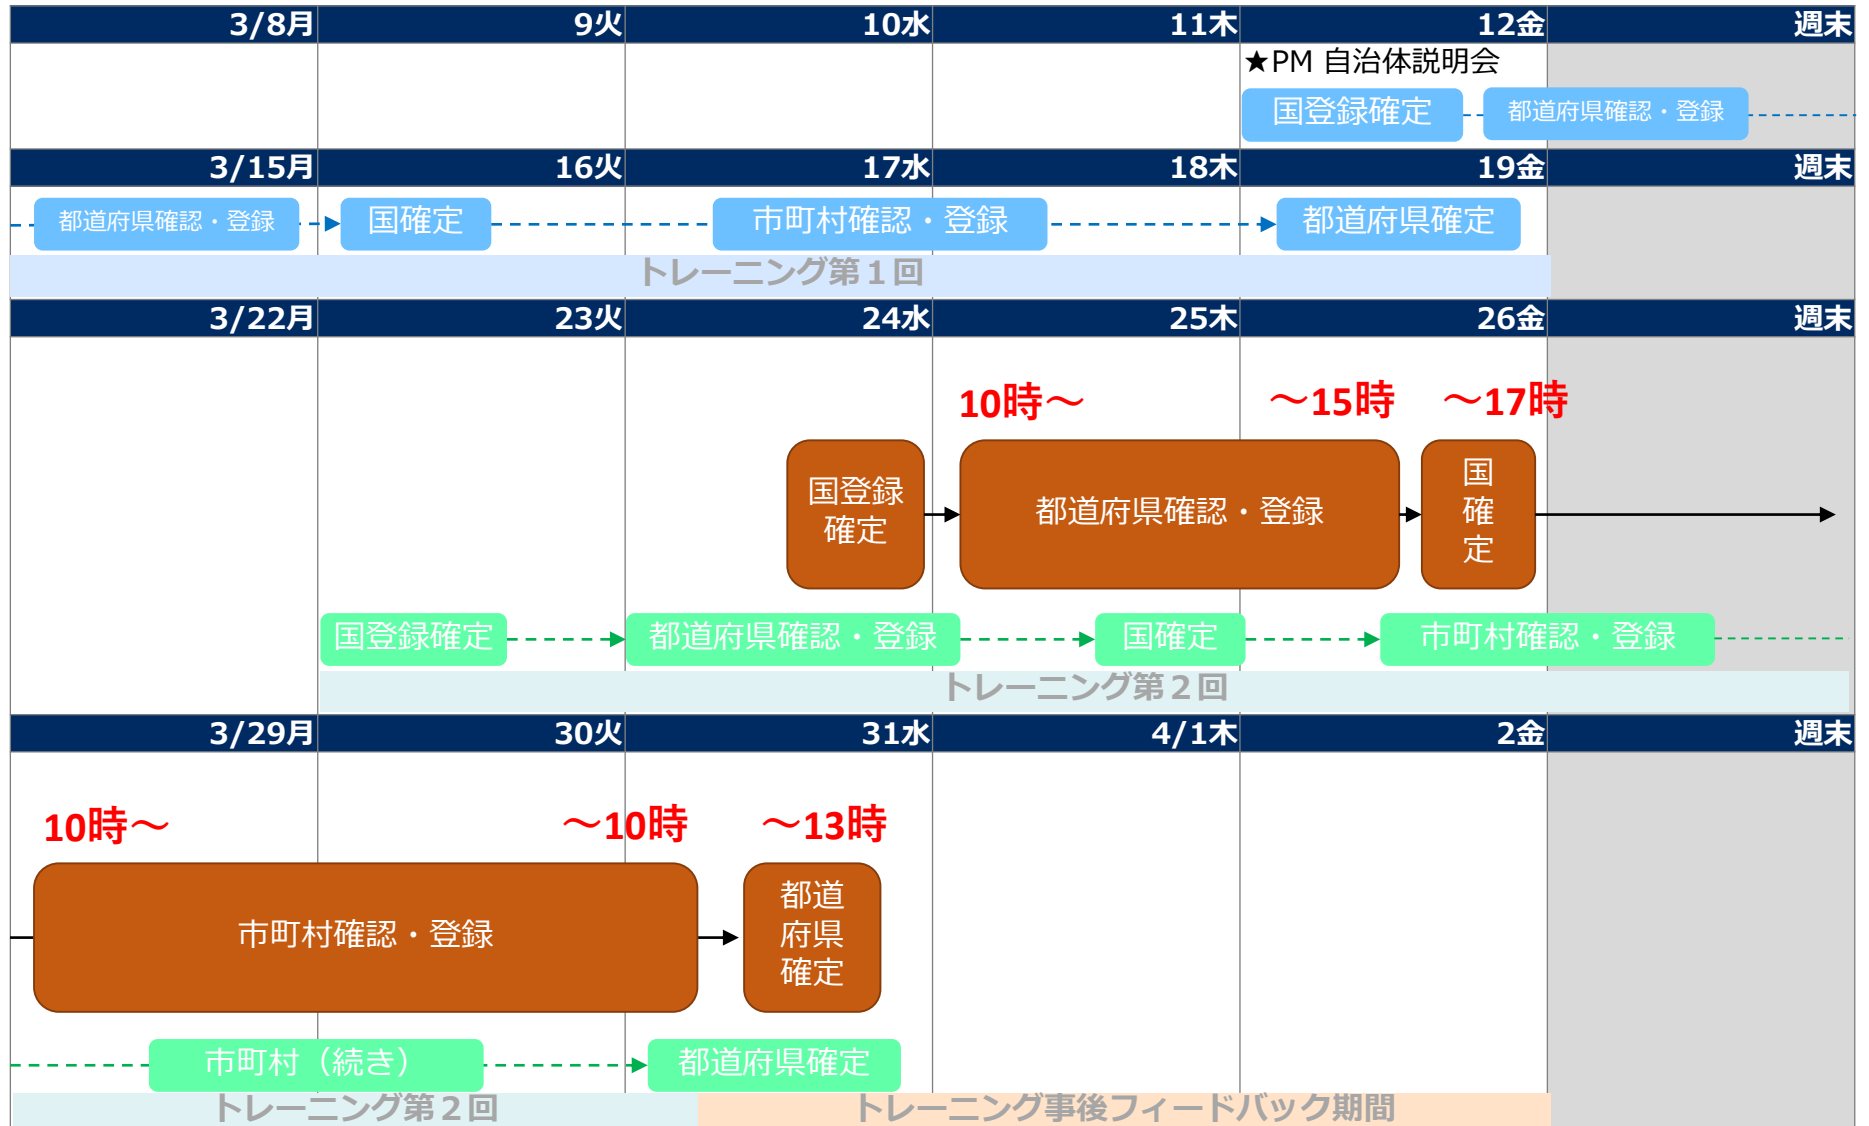 3/8月 9火 10水 11木 12金 週末
★PM 自治体説明会
国登録確定 都道府県確認・登録
3/15月 16火 17水 18木 19金 週末
都道府県確認・登録 国確定 市町村確認・登録 都道府県確定
トレーニング第１回
3/22月 23火 24水 25木 26金 週末
10時～ ～15時 ～17時
国登録
確定
都道府県確認・登録
国
確
定
国登録確定 都道府県確認・登録 国確定 市町村確認・登録
トレーニング第２回
3/29月 30火 31水 4/1木 2金 週末
10時～ ～10時 ～13時
市町村確認・登録
都道
府県
確定
市町村（続き） 都道府県確定
トレーニング第２回 トレーニング事後フィードバック期間